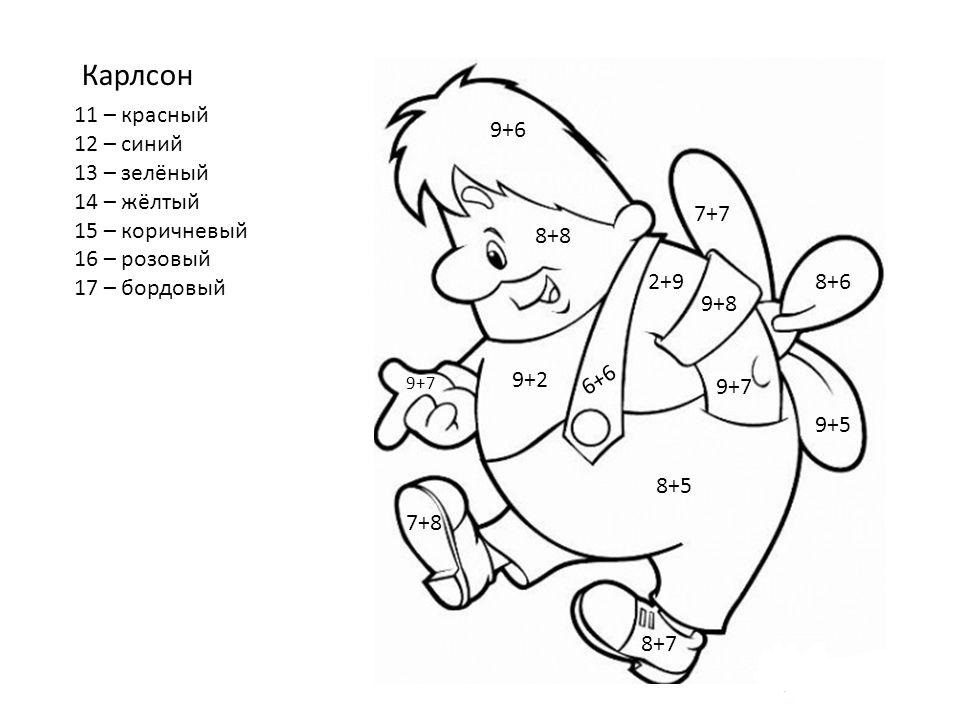 Карлсон
11 – красный
12 – синий
13 – зелёный
14 – жёлтый
15 – коричневый
16 – розовый
17 – бордовый
9+6
7+7
8+8
2+9
8+6
9+8
9+7
9+2
6+6
9+7
9+5
8+5
7+8
8+7